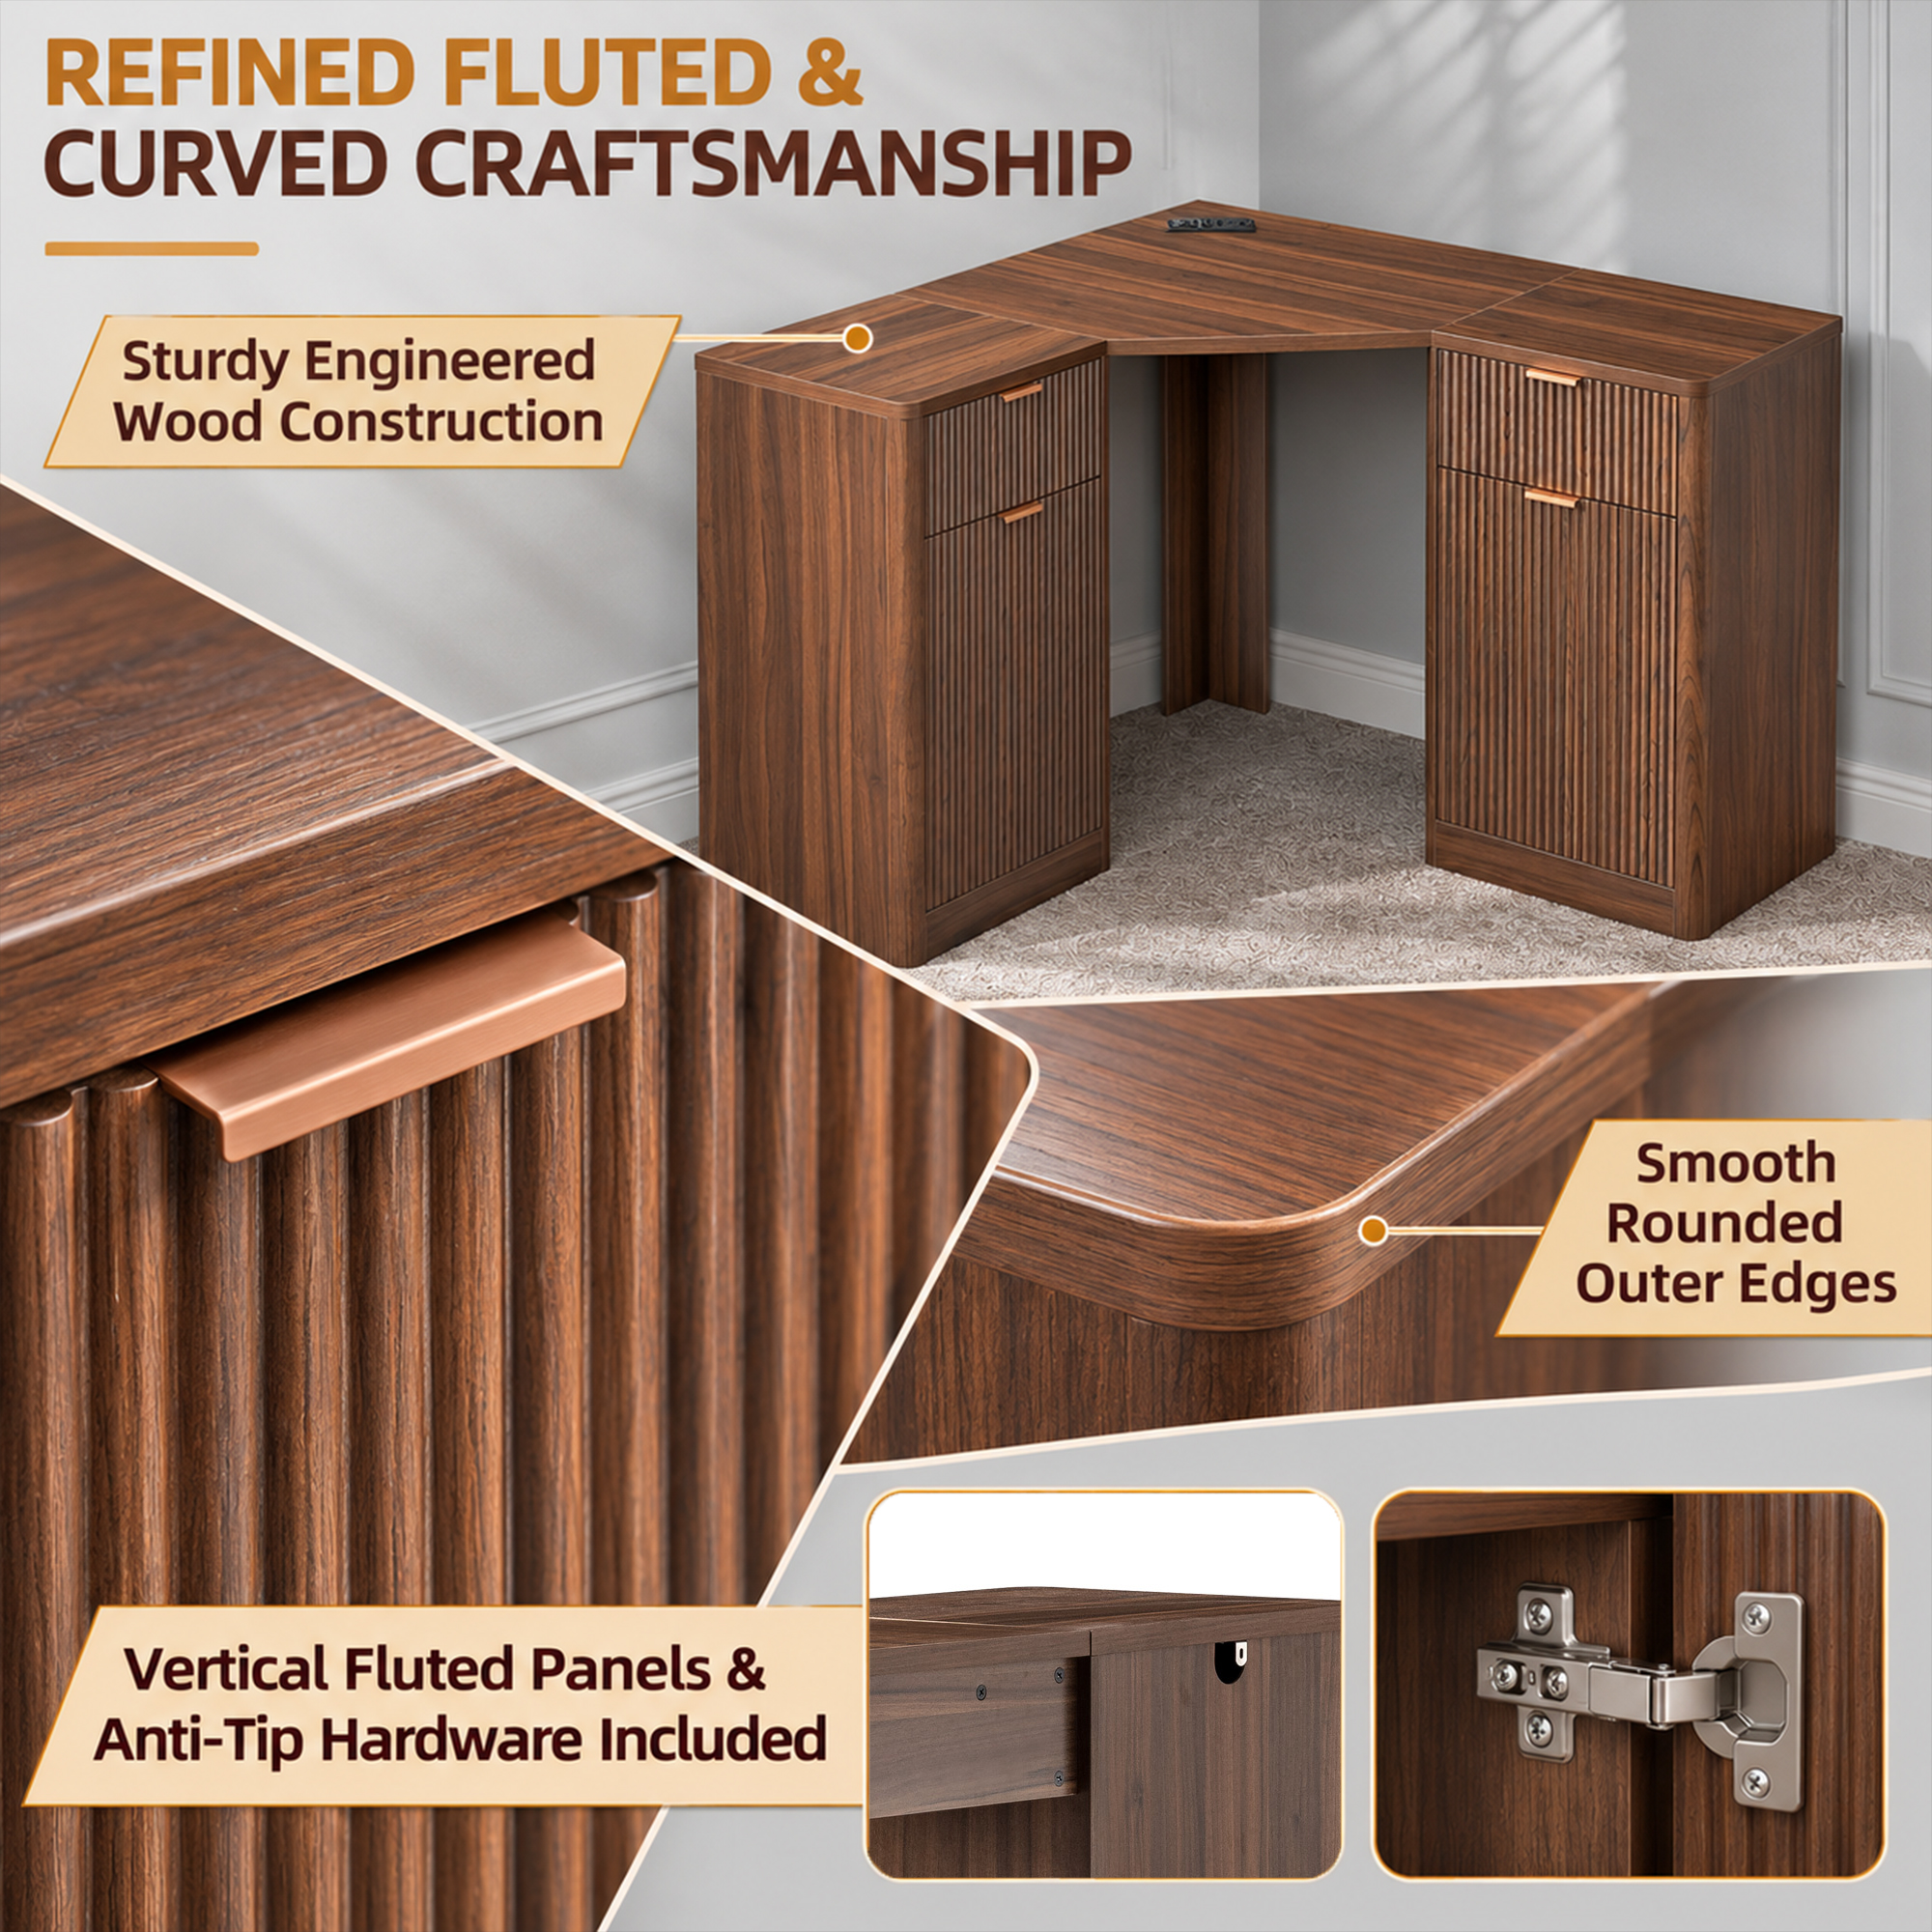 REFINED FLUTED &
CURVED CRAFTSMANSHIP
Sturdy Engineered
Wood Construction
Smooth
Rounded
Outer Edges
Vertical Fluted Panels &
Anti-Tip Hardware Included